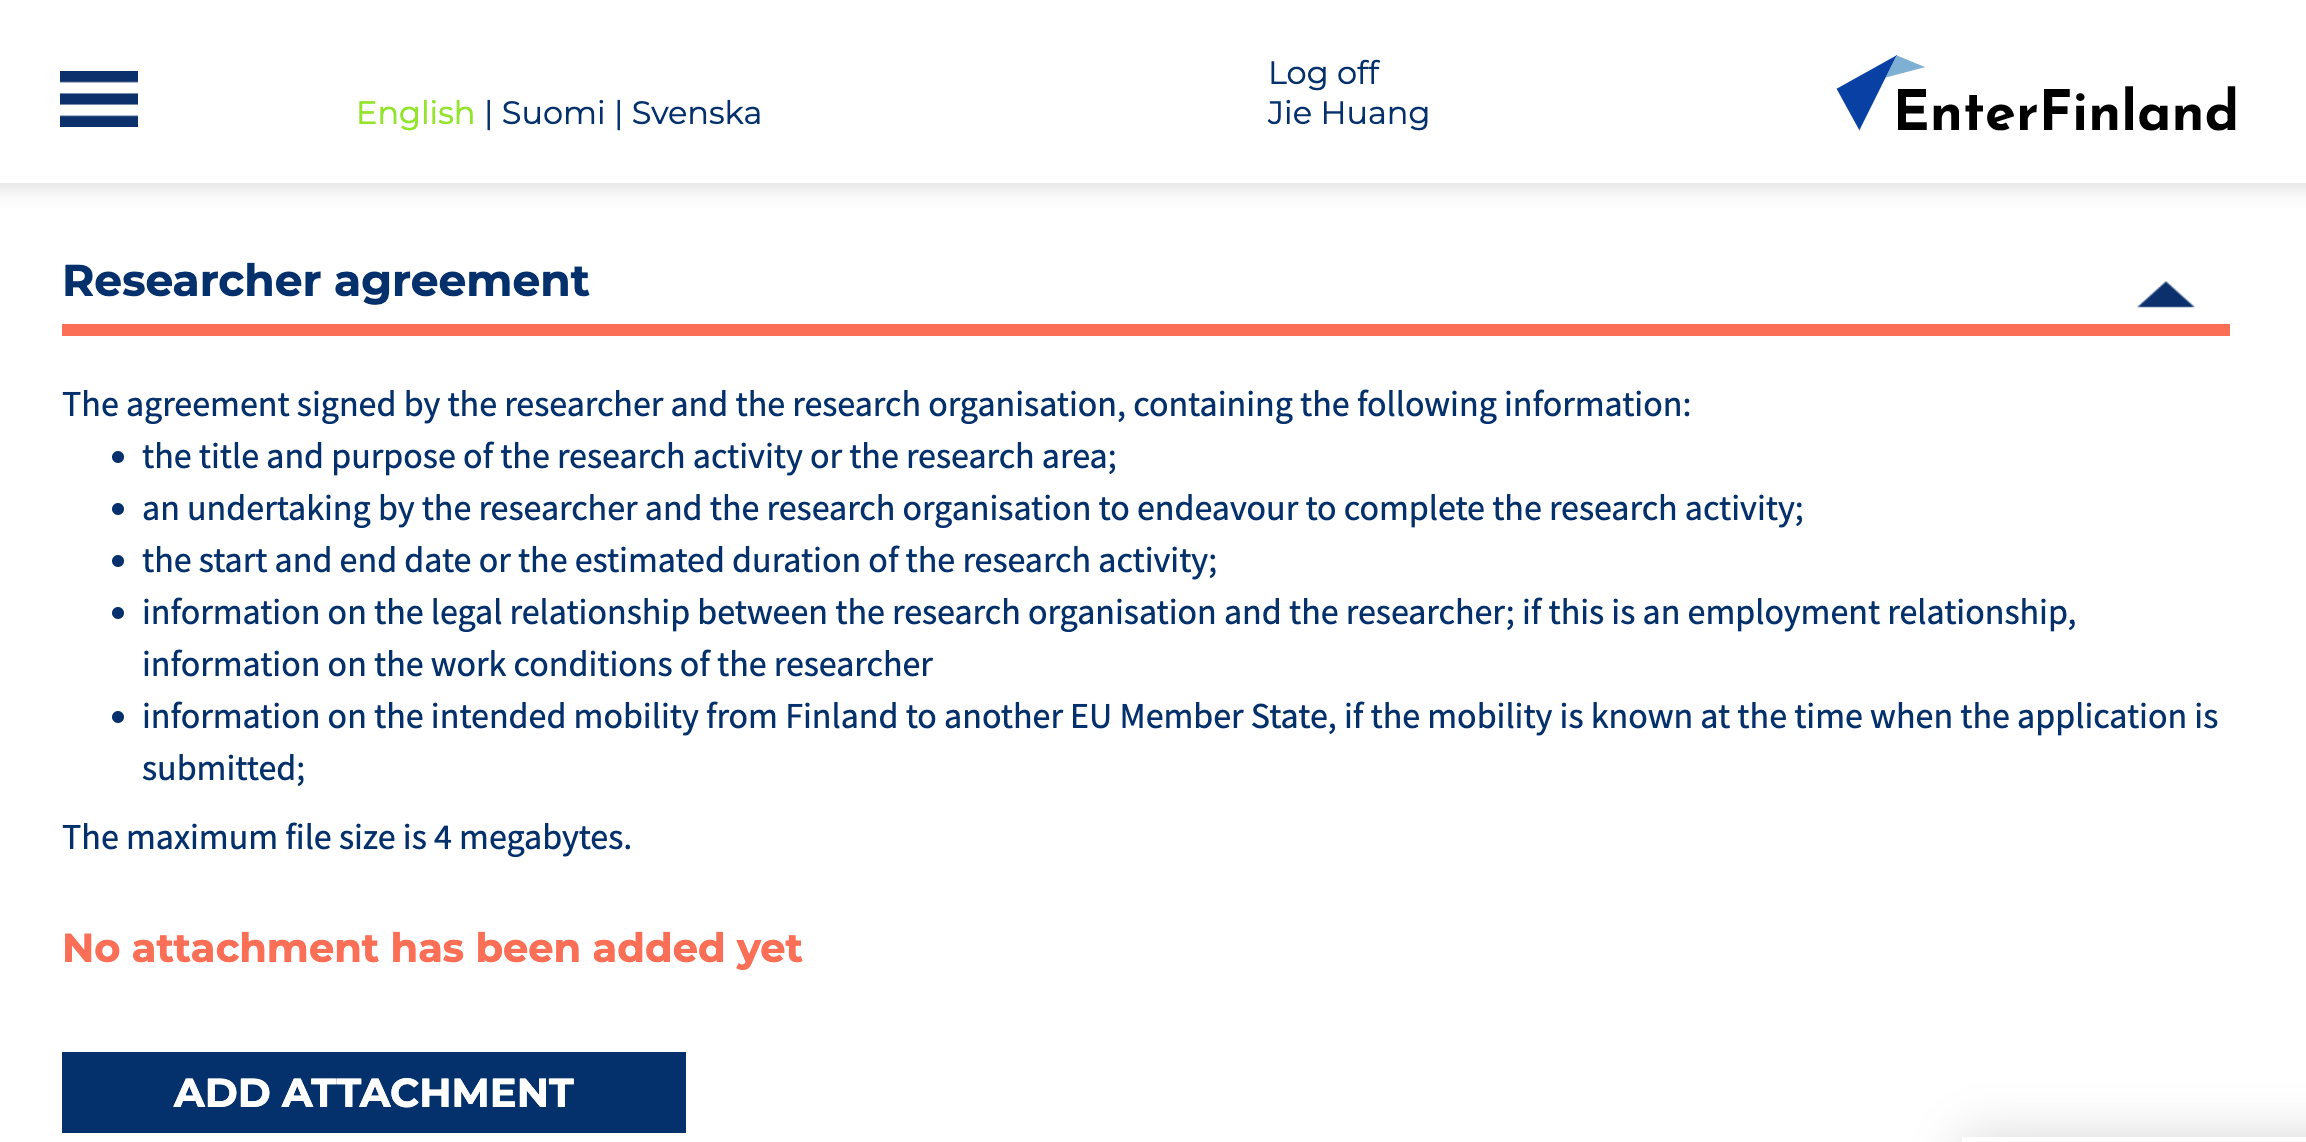 English | Suomi | Svenska
Log off
Jie Huang
EnterFinland
Researcher agreement
The agreement signed by the researcher and the research organisation, containing the following information:
• the title and purpose of the research activity or the research area;
• an undertaking by the researcher and the research organisation to endeavour to complete the research activity;
• the start and end date or the estimated duration of the research activity;
• information on the legal relationship between the research organisation and the researcher; if this is an employment relationship,
information on the work conditions of the researcher
• information on the intended mobility from Finland to another EU Member State, if the mobility is known at the time when the application is
submitted;
The maximum file size is 4 megabytes.
No attachment has been added yet
ADD ATTACHMENT